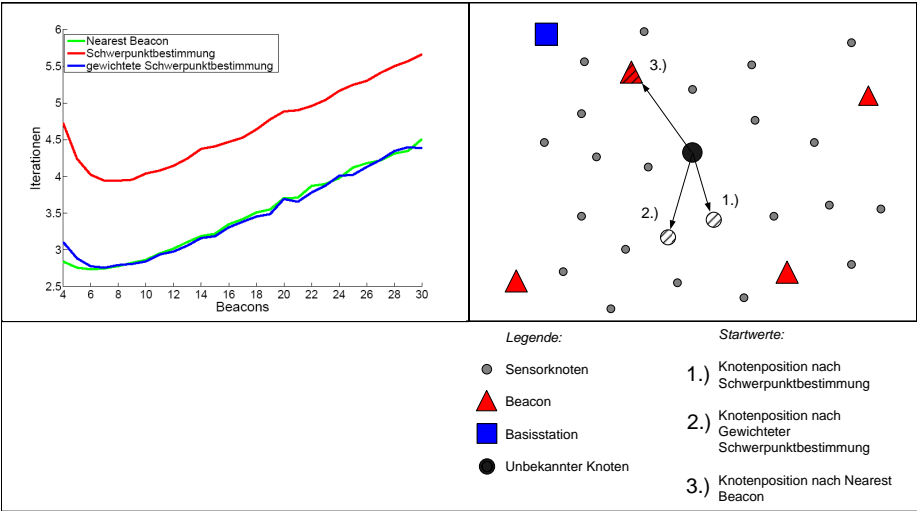 6
5.5
5
4.5
4
3.5
3
2.5
Iterationen
Nearest Beacon
Schwerpunktbestimmung
gewichtete Schwerpunktbestimmung
4 6 8 10 12 14 16 18 20 22 24 26 28 30
Beacons
3.)
2.)
1.)
Legende:
Sensorknoten
Beacon
Basisstation
Unbekannter Knoten
Startwerte:
1.) Knotenposition nach
Schwerpunktbestimmung
2.) Knotenposition nach
Gewichteter
Schwerpunktbestimmung
3.) Knotenposition nach Nearest
Beacon